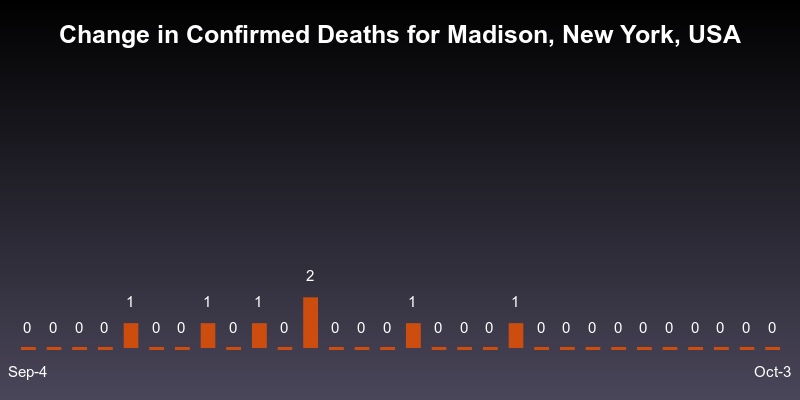 Change in Confirmed Deaths for Madison, New York, USA
2
1 1 1 1 1
0 0 0 0 0 0 0 0 0 0 0 0 0 0 0 0 0 0 0 0 0 0 0 0
Sep-4 Oct-3